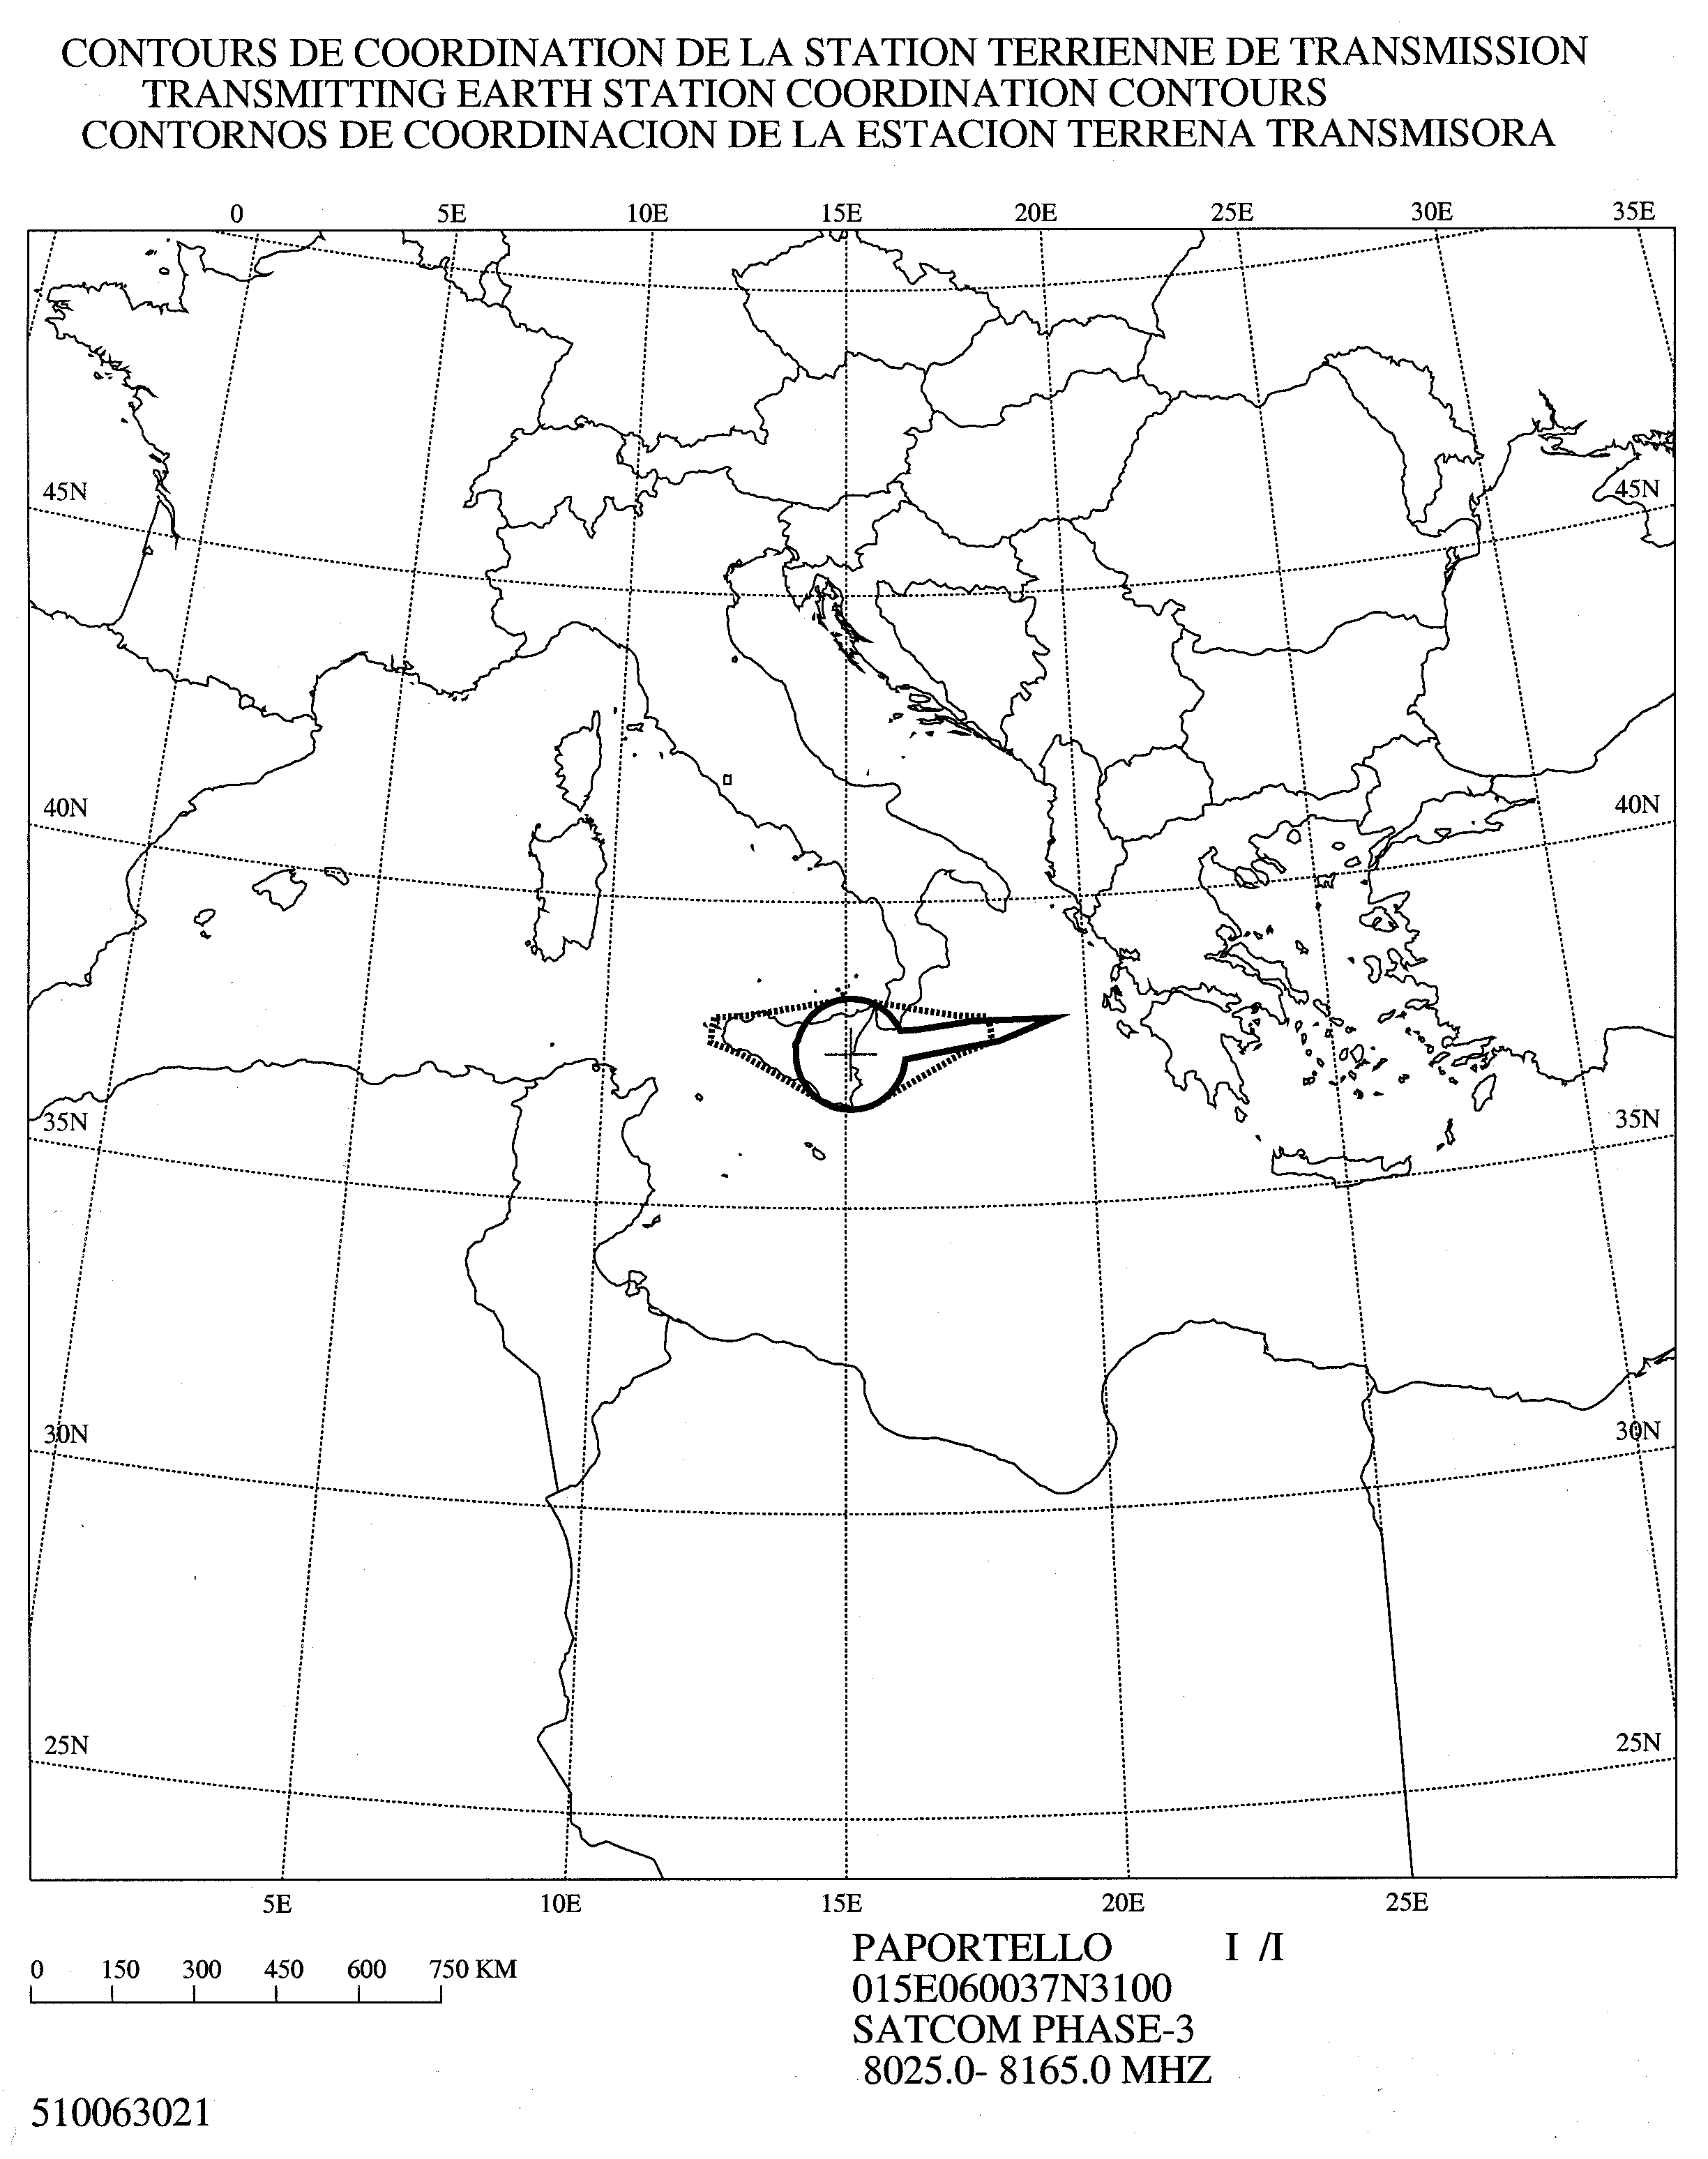 CONTOURS DE COORDINATION DE LA STATION TERRIENNE DE TRANSMISSION
TRANSMITTING EARTH STATION COORDINATION CONTOURS
CONTORNOS DE COORDINACION DE LA ESTACION TERRENA TRANSMISORA
0 5E 10E 15E 20E 25E 30E 35E
45N 45N
40N 40N
35N 35N
30N 30N
25N 25N
5E 10E 15E 20E 25E
0 150 300 450 600 750 KM
PAPORTELLO I /I
015E060037N3100
SATCOM PHASE-3
8025.0- 8165.0 MHZ
510063021